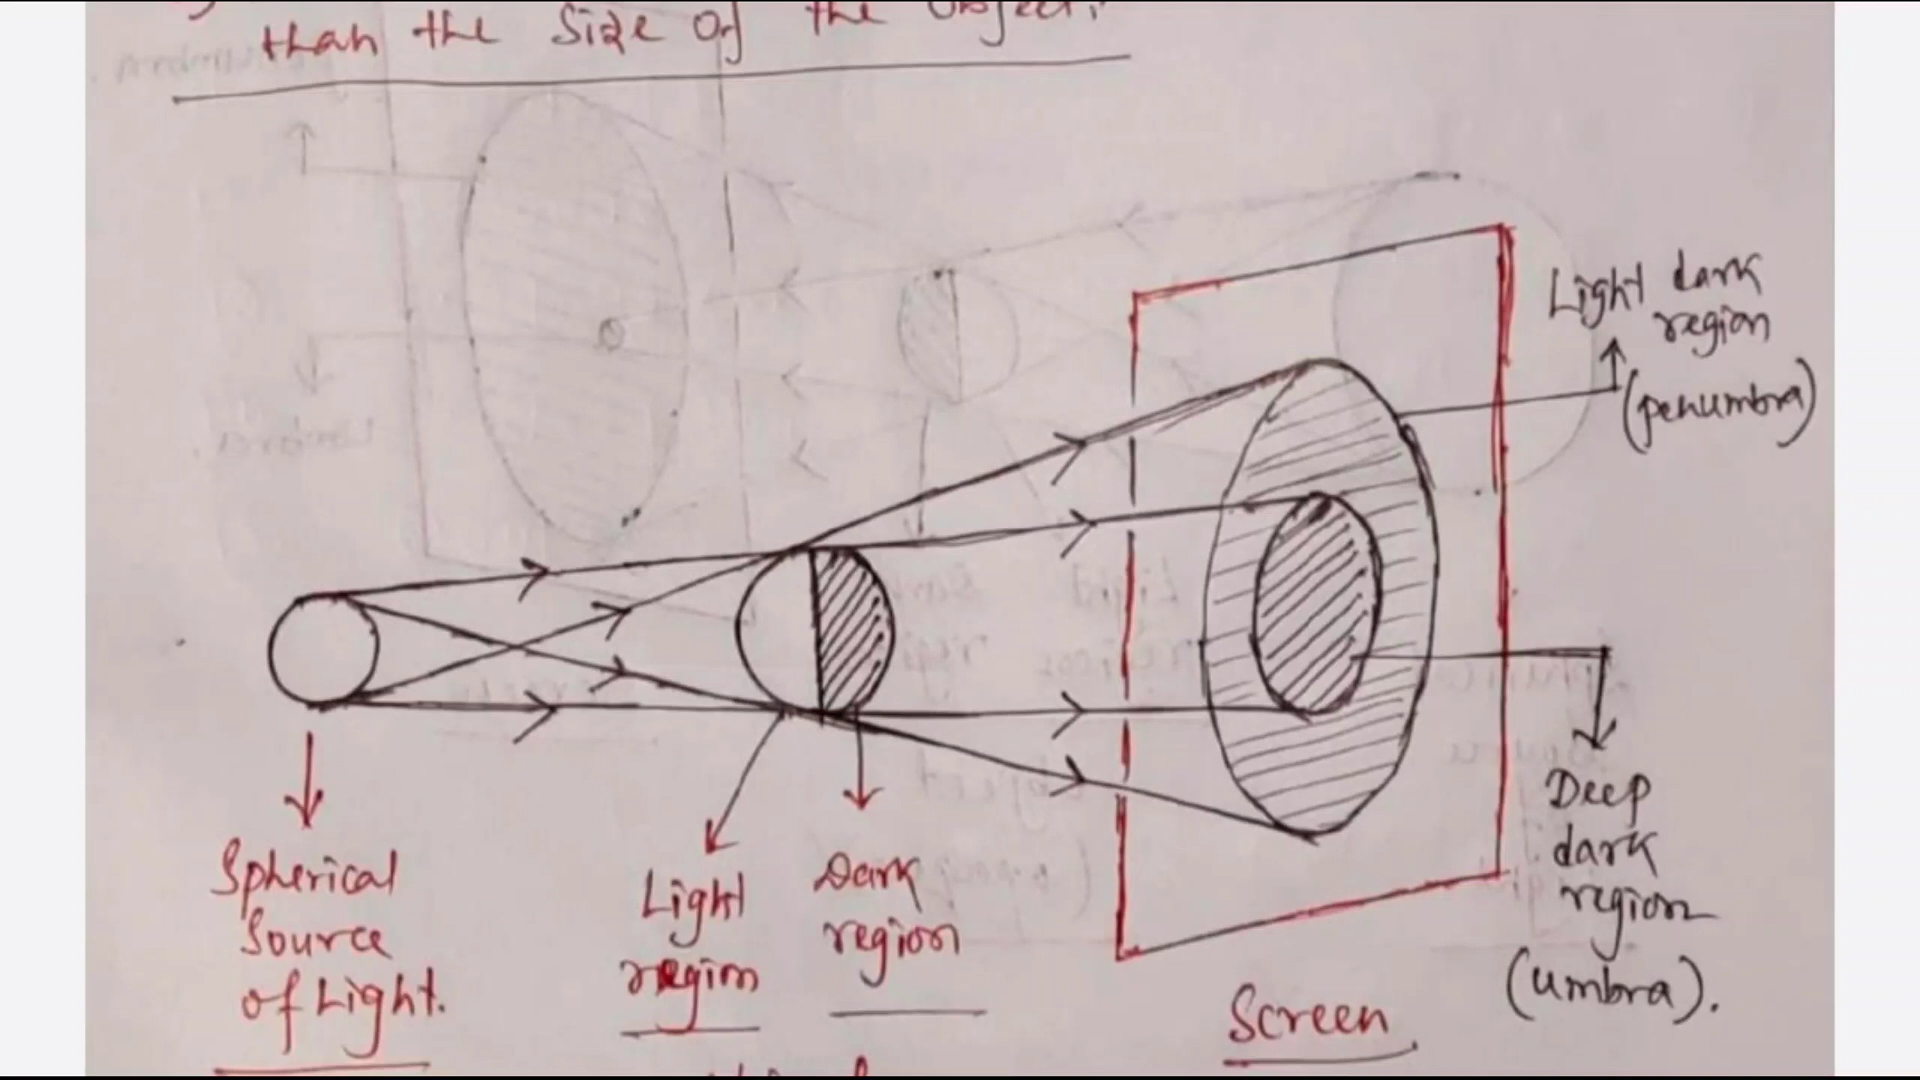 than the Size of the Object.
Light dark
region
(penumbra)
Deep
dark
region
(umbra).
Spherical
Source
of Light.
Light
region
Dark
region
Screen